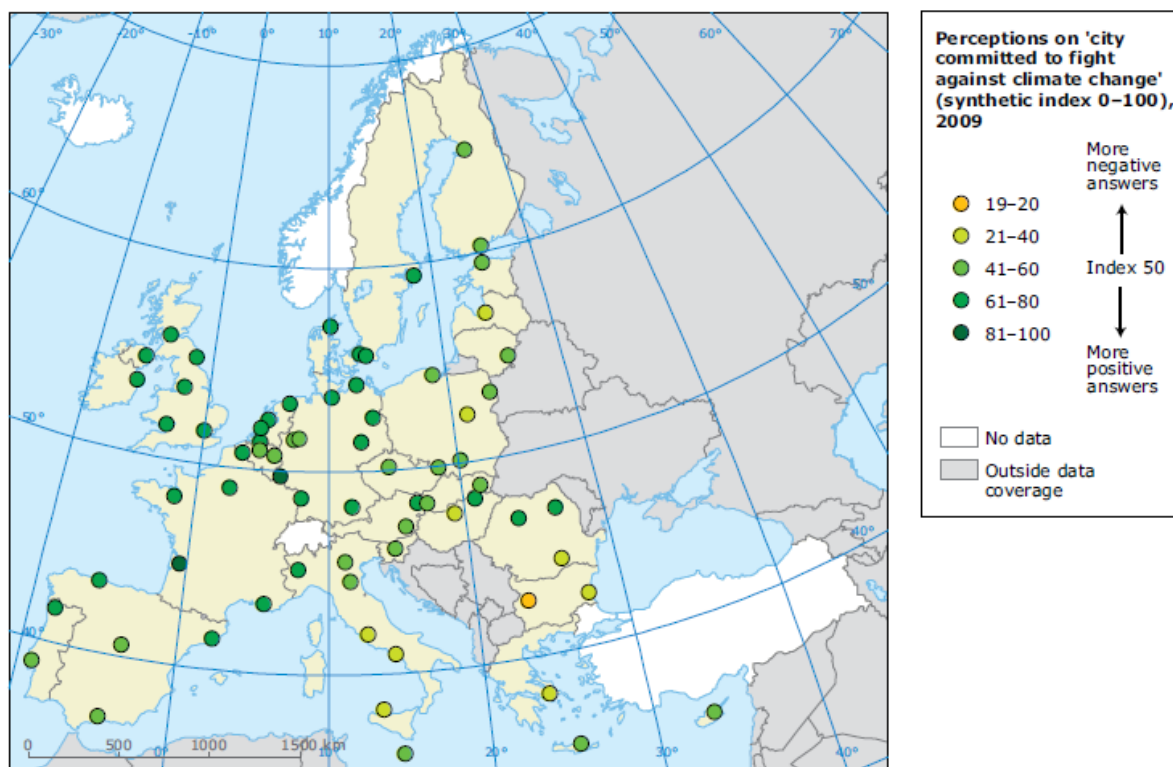 -30°
-20°
-10°
0°
10°
20°
30°
40°
50°
60°
70°
60°
50°
50°
40°
40°
0
500
1000
1500 km
0°
10°
20°
30°
40°
Perceptions on 'city
committed to fight
against climate change'
(synthetic index 0–100),
2009
More
negative
answers
19–20
21–40
41–60
Index 50
61–80
81–100
More
positive
answers
No data
Outside data
coverage